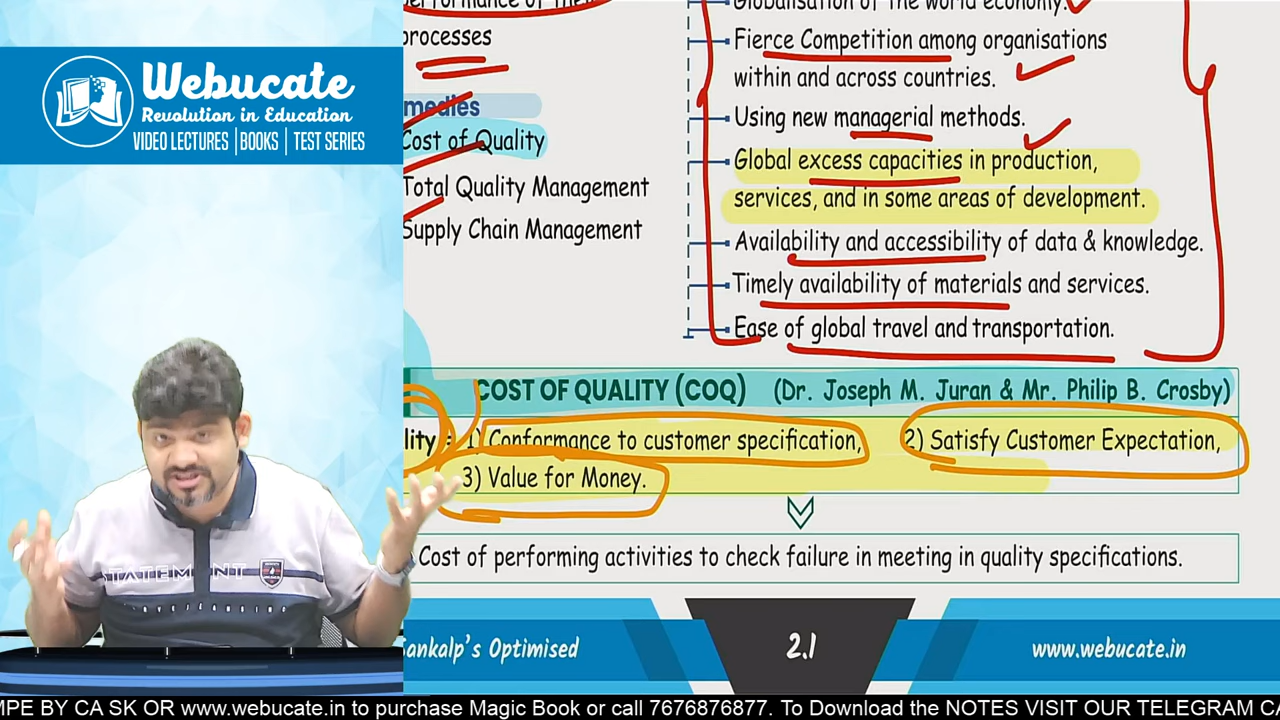 Webucate
Revolution in Education
VIDEO LECTURES | BOOKS | TEST SERIES
processes
Cost of Quality
Total Quality Management
Supply Chain Management
Globalisation of the world economy.
Fierce Competition among organisations
within and across countries.
Using new managerial methods.
Global excess capacities in production,
services, and in some areas of development.
Availability and accessibility of data & knowledge.
Timely availability of materials and services.
Ease of global travel and transportation.
COST OF QUALITY (COQ) (Dr. Joseph M. Juran & Mr. Philip B. Crosby)
lity = 1) Conformance to customer specification, 2) Satisfy Customer Expectation,
3) Value for Money.
Cost of performing activities to check failure in meeting in quality specifications.
ankalp's Optimised
2.1
www.webucate.in
MPE BY CA SK OR www.webucate.in to purchase Magic Book or call 7676876877. To Download the NOTES VISIT OUR TELEGRAM CA